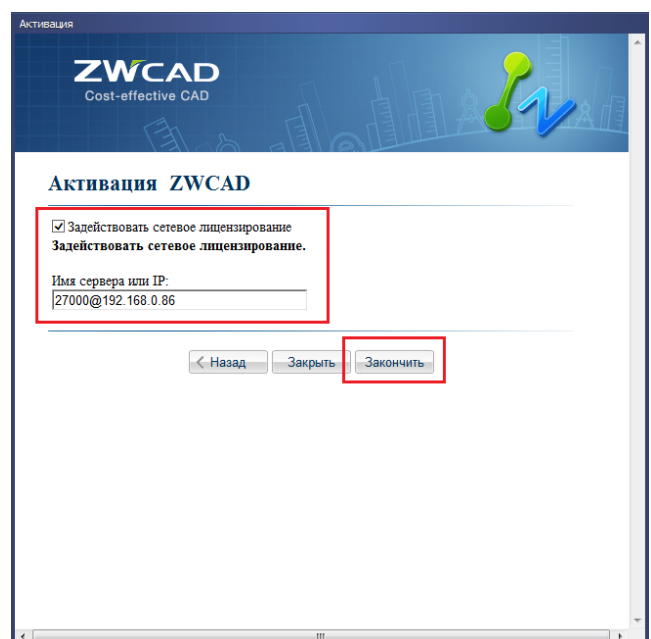 Активация
ZWCAD
Cost-effective CAD
Активация ZWCAD
Задействовать сетевое лицензирование
Задействовать сетевое лицензирование.
Имя сервера или IP:
27000@192.168.0.86
Назад Закрыть Закончить